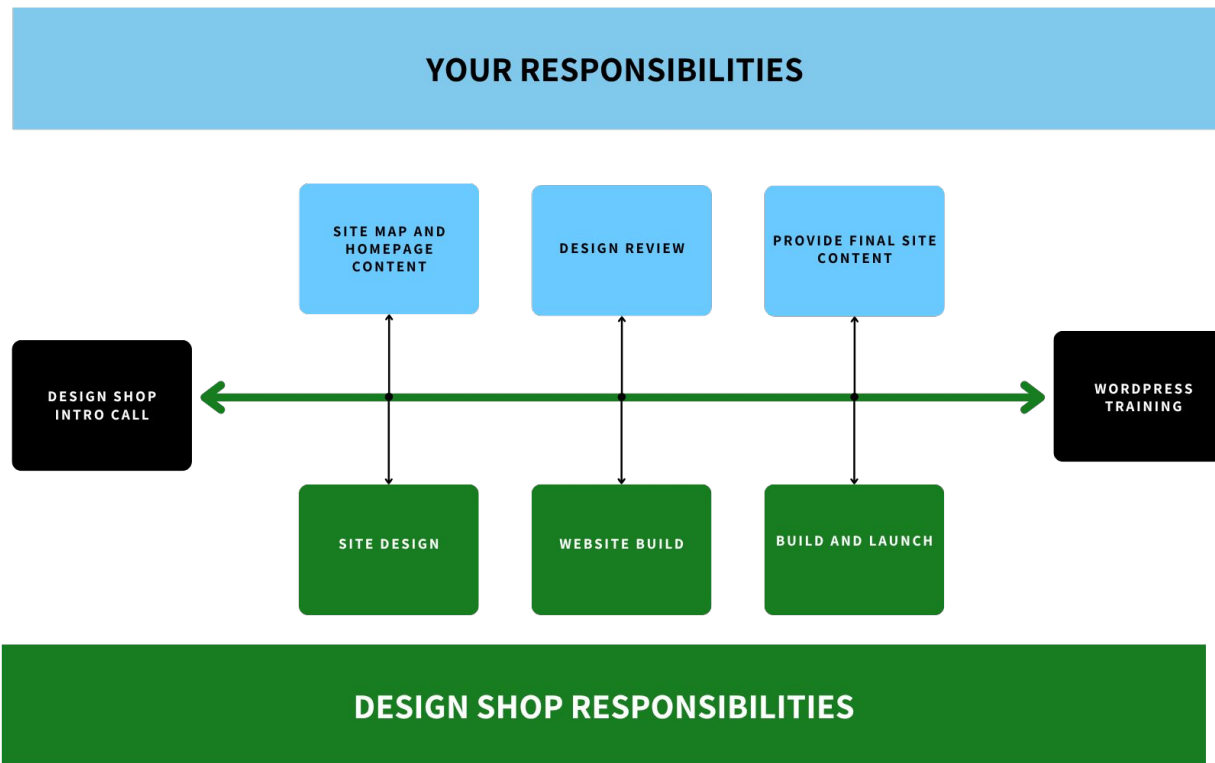 YOUR RESPONSIBILITIES
SITE MAP AND
HOMEPAGE
CONTENT
DESIGN REVIEW
PROVIDE FINAL SITE
CONTENT
DESIGN SHOP
INTRO CALL
WORDPRESS
TRAINING
SITE DESIGN
WEBSITE BUILD
BUILD AND LAUNCH
DESIGN SHOP RESPONSIBILITIES